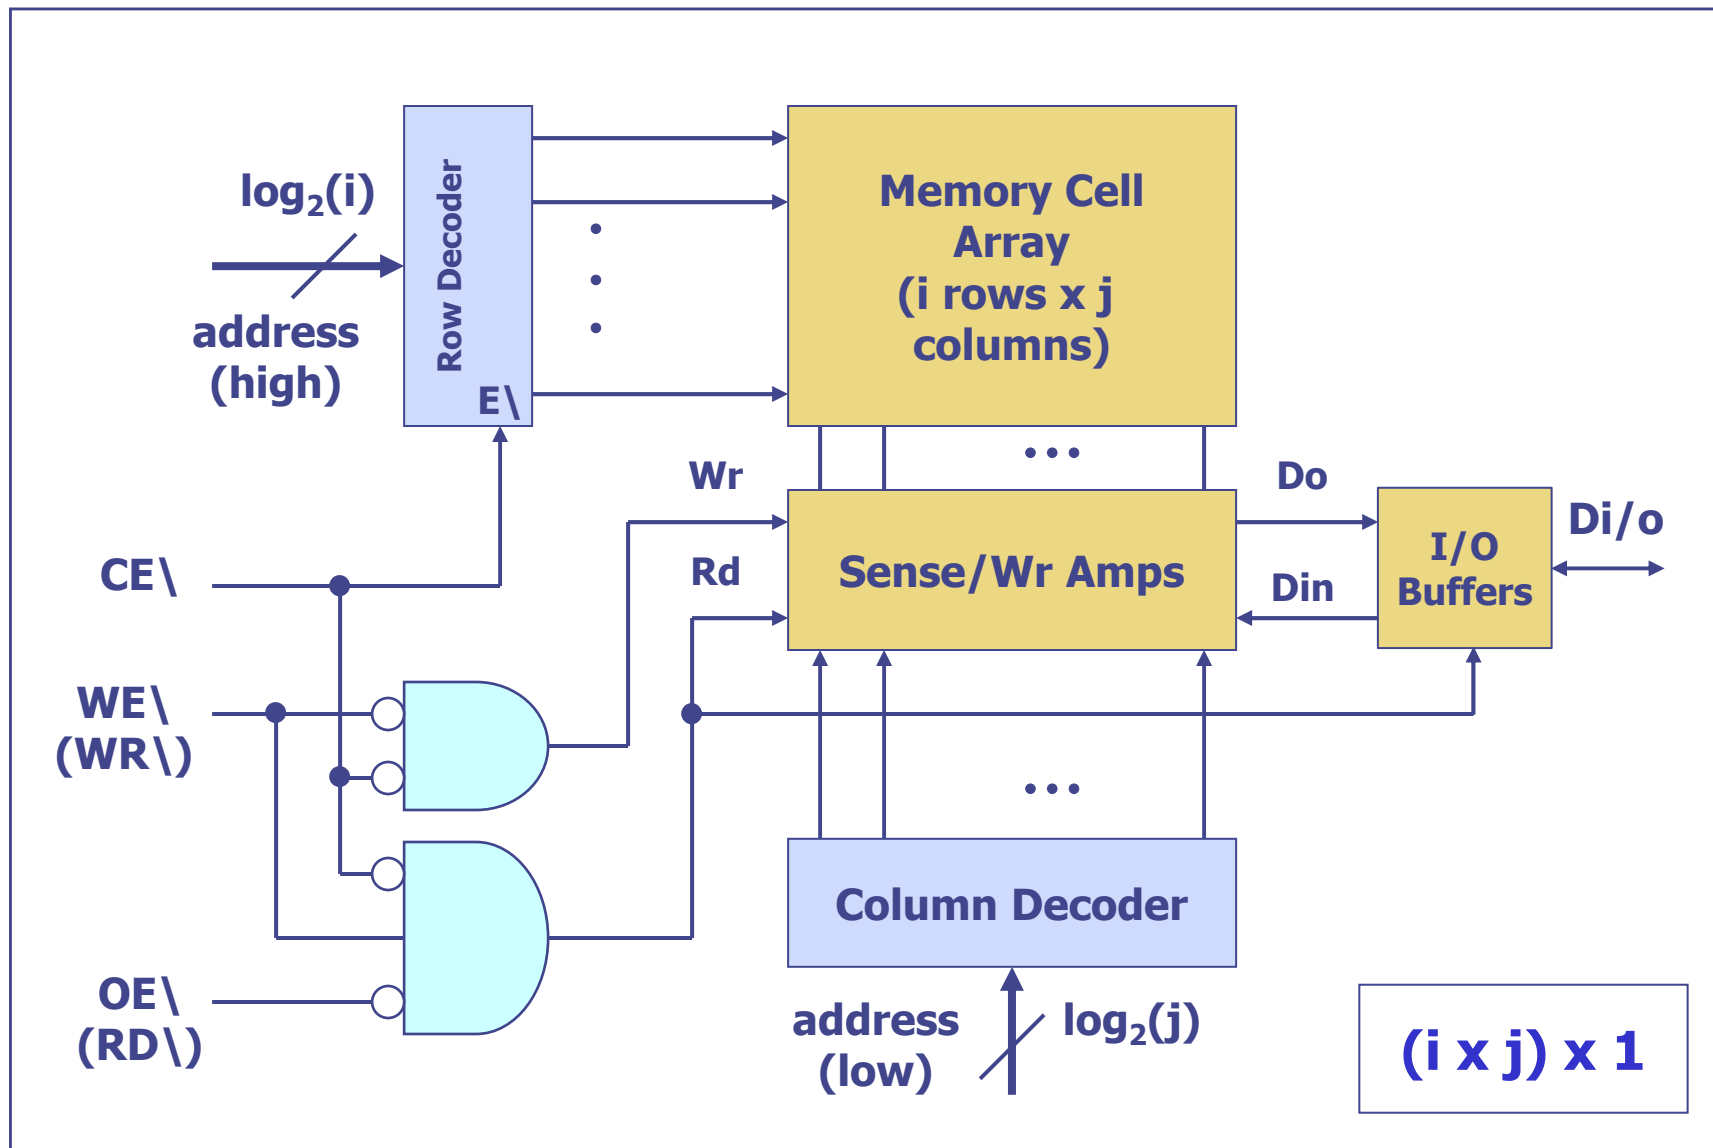 log₂(i)
address
(high)
Row Decoder
E\
Memory Cell
Array
(i rows x j
columns)
Wr
Rd
Do
Din
Sense/Wr Amps
I/O
Buffers
Di/o
CE\
WE\
(WR\)
OE\
(RD\)
Column Decoder
address
(low)
log₂(j)
(i x j) x 1